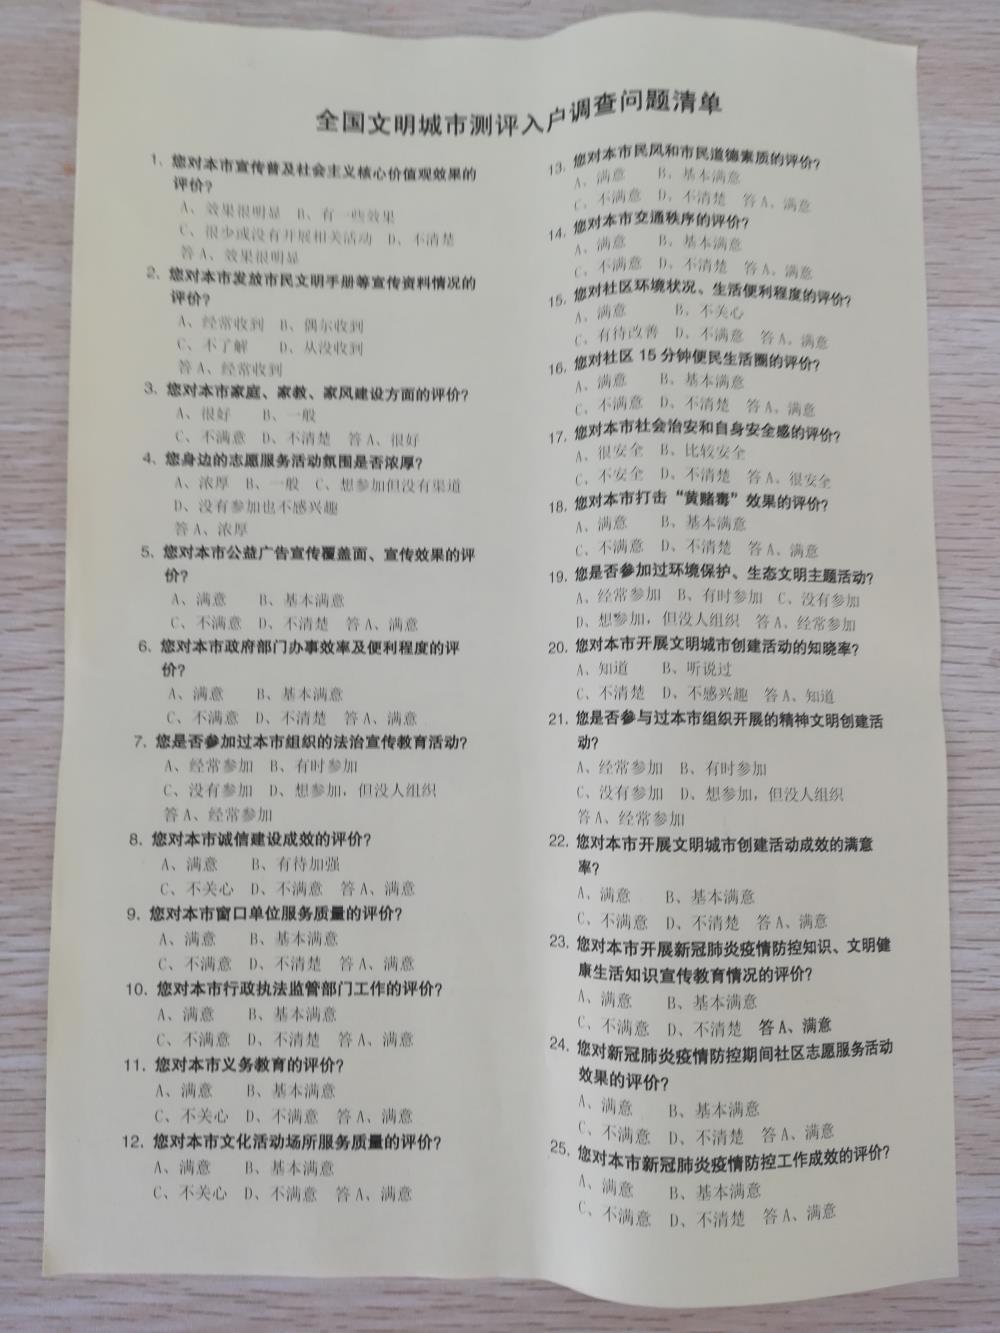 全国文明城市测评入户调查问题清单
1. 您对本市宣传普及社会主义核心价值观效果的
评价?
A、效果很明显 B、有一些效果
C、很少或没有开展相关活动 D、不清楚
答 A、效果很明显
2. 您对本市发放市民文明手册等宣传资料情况的
评价?
A、经常收到 B、偶尔收到
C、不了解 D、从没收到
答 A、经常收到
3. 您对本市家庭、家教、家风建设方面的评价?
A、很好 B、一般
C、不满意 D、不清楚 答 A、很好
4. 您身边的志愿服务活动氛围是否浓厚?
A、浓厚 B、一般 C、想参加但没有渠道
D、没有参加也不感兴趣
答 A、浓厚
5. 您对本市公益广告宣传覆盖面、宣传效果的评
价?
A、满意 B、基本满意
C、不满意 D、不清楚 答 A、满意
6. 您对本市政府部门办事效率及便利程度的评
价?
A、满意 B、基本满意
C、不满意 D、不清楚 答 A、满意
7. 您是否参加过本市组织的法治宣传教育活动?
A、经常参加 B、有时参加
C、没有参加 D、想参加，但没人组织
答 A、经常参加
8. 您对本市诚信建设成效的评价?
A、满意 B、有待加强
C、不关心 D、不满意 答 A、满意
9. 您对本市窗口单位服务质量的评价?
A、满意 B、基本满意
C、不满意 D、不清楚 答 A、满意
10. 您对本市行政执法监管部门工作的评价?
A、满意 B、基本满意
C、不满意 D、不清楚 答 A、满意
11. 您对本市义务教育的评价?
A、满意 B、基本满意
C、不关心 D、不满意 答 A、满意
12. 您对本市文化活动场所服务质量的评价?
A、满意 B、基本满意
C、不关心 D、不满意 答 A、满意
13. 您对本市民风和市民道德素质的评价?
A、满意 B、基本满意
C、不满意 D、不清楚 答 A、满意
14. 您对本市交通秩序的评价?
A、满意 B、基本满意
C、不满意 D、不清楚 答 A、满意
15. 您对社区环境状况、生活便利程度的评价?
A、满意 B、不关心
C、有待改善 D、不满意 答 A、满意
16. 您对社区 15 分钟便民生活圈的评价?
A、满意 B、基本满意
C、不满意 D、不清楚 答 A、满意
17. 您对本市社会治安和自身安全感的评价?
A、很安全 B、比较安全
C、不安全 D、不清楚 答 A、很安全
18. 您对本市打击“黄赌毒”效果的评价?
A、满意 B、基本满意
C、不满意 D、不清楚 答 A、满意
19. 您是否参加过环境保护、生态文明主题活动?
A、经常参加 B、有时参加 C、没有参加
D、想参加，但没人组织 答 A、经常参加
20. 您对本市开展文明城市创建活动的知晓率?
A、知道 B、听说过
C、不清楚 D、不感兴趣 答 A、知道
21. 您是否参与过本市组织开展的精神文明创建活
动?
A、经常参加 B、有时参加
C、没有参加 D、想参加，但没人组织
答 A、经常参加
22. 您对本市开展文明城市创建活动成效的满意
率?
A、满意 B、基本满意
C、不满意 D、不清楚 答 A、满意
23. 您对本市开展新冠肺炎疫情防控知识、文明健
康生活知识宣传教育情况的评价?
A、满意 B、基本满意
C、不满意 D、不清楚 答 A、满意
24. 您对新冠肺炎疫情防控期间社区志愿服务活动
效果的评价?
A、满意 B、基本满意
C、不满意 D、不清楚 答 A、满意
25. 您对本市新冠肺炎疫情防控工作成效的评价?
A、满意 B、基本满意
C、不满意 D、不清楚 答 A、满意